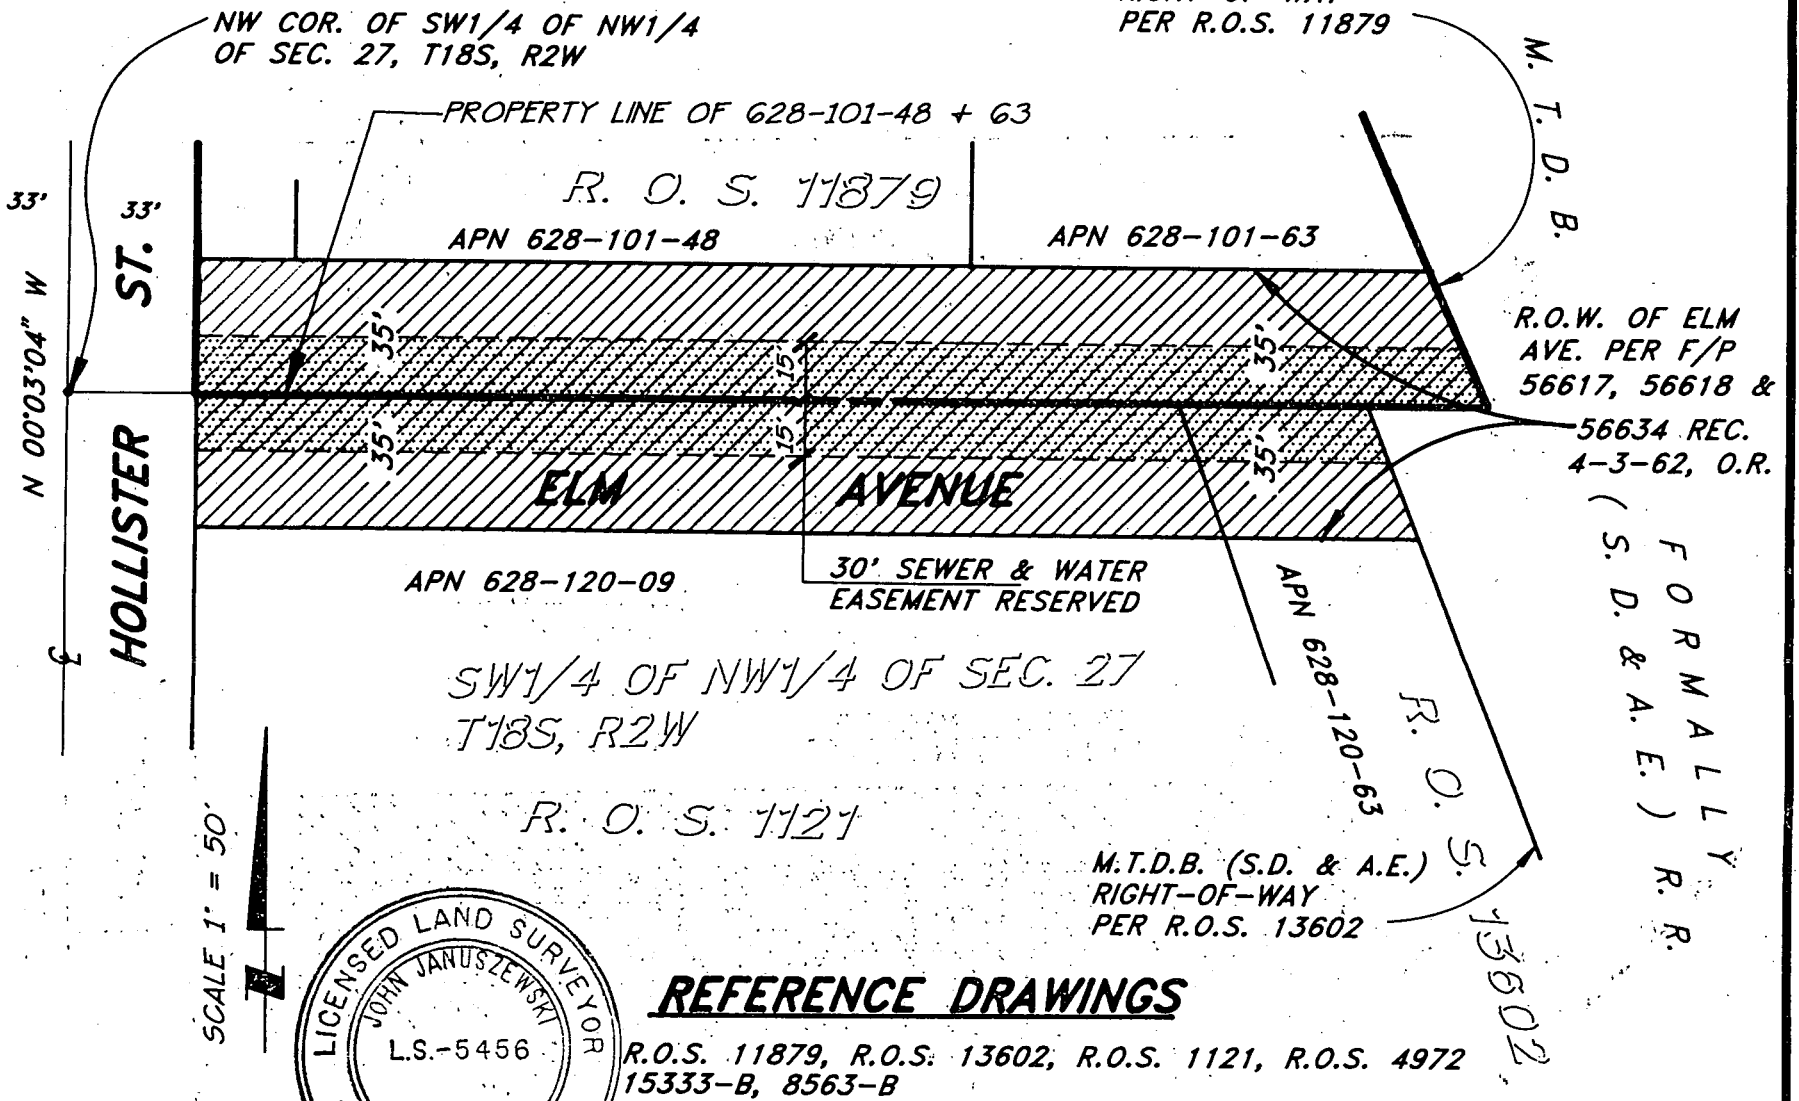 NW COR. OF SW1/4 OF NW1/4
OF SEC. 27, T18S, R2W
PER R.O.S. 11879
PROPERTY LINE OF 628-101-48 + 63
M. T. D. B.
33'
33'
R. O. S. 11879
APN 628-101-48
APN 628-101-63
N 00°03'04" W
HOLLISTER ST.
35'
15'
35'
R.O.W. OF ELM
AVE. PER F/P
56617, 56618 &
56634 REC.
4-3-62, O.R.
35'
15'
35'
ELM AVENUE
30' SEWER & WATER
EASEMENT RESERVED
APN 628-120-09
APN 628-120-63
FORMALLY
(S. D. & A. E.) R. R.
SW1/4 OF NW1/4 OF SEC. 27
T18S, R2W
R. O. S. 1121
R. O. S. 13602
M.T.D.B. (S.D. & A.E.)
RIGHT-OF-WAY
PER R.O.S. 13602
SCALE 1" = 50'
LICENSED LAND SURVEYOR
JOHN JANUSZEWSKI
L.S.-5456
REFERENCE DRAWINGS
R.O.S. 11879, R.O.S. 13602, R.O.S. 1121, R.O.S. 4972
15333-B, 8563-B